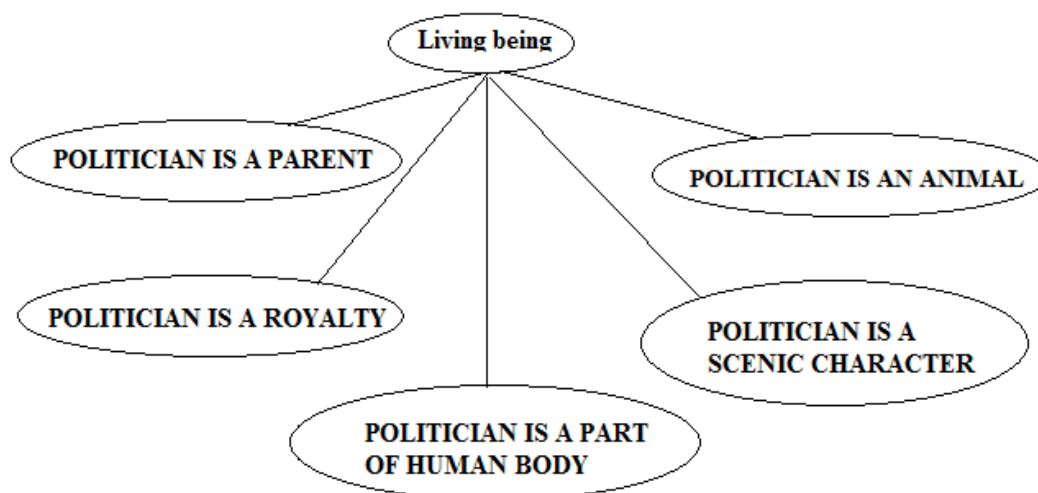 Living being
POLITICIAN IS A PARENT
POLITICIAN IS AN ANIMAL
POLITICIAN IS A ROYALTY
POLITICIAN IS A
SCENIC CHARACTER
POLITICIAN IS A PART
OF HUMAN BODY